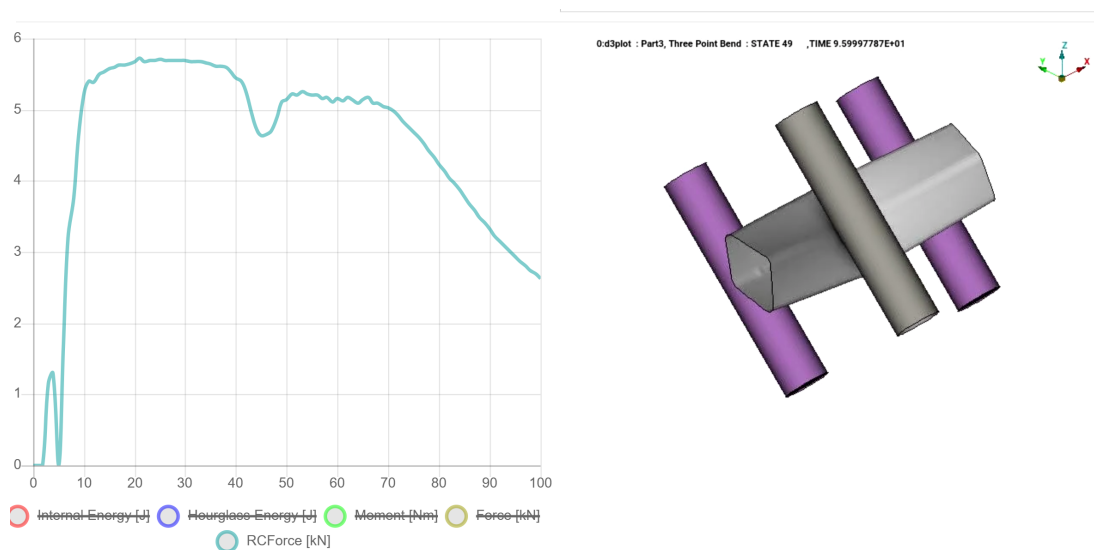 6
5
4
3
2
1
0
0 10 20 30 40 50 60 70 80 90 100
Internal Energy [J] Hourglass Energy [J] Moment [Nm] Force [kN]
RCForce [kN]
0:d3plot : Part3, Three Point Bend : STATE 49 ,TIME 9.59997787E+01
Z
Y X